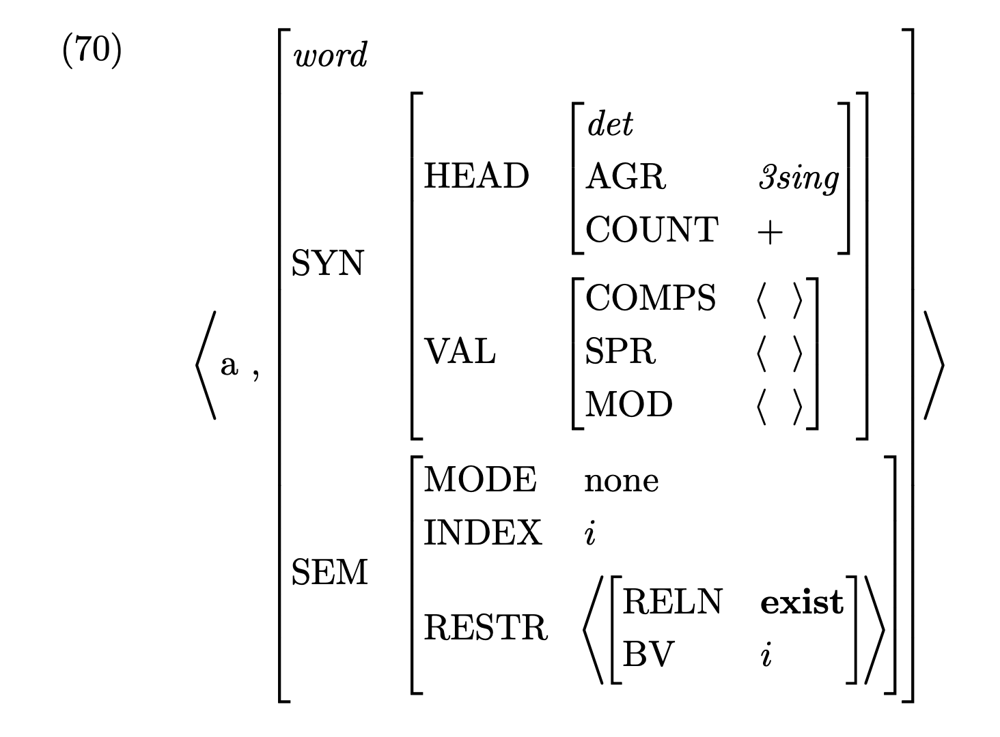 (70)
word
det
HEAD AGR 3sing
COUNT +
SYN
COMPS ⟨ ⟩
VAL SPR ⟨ ⟩
⟨ a ,
MOD ⟨ ⟩
MODE none
INDEX i
SEM
RELN exist
RESTR
BV i